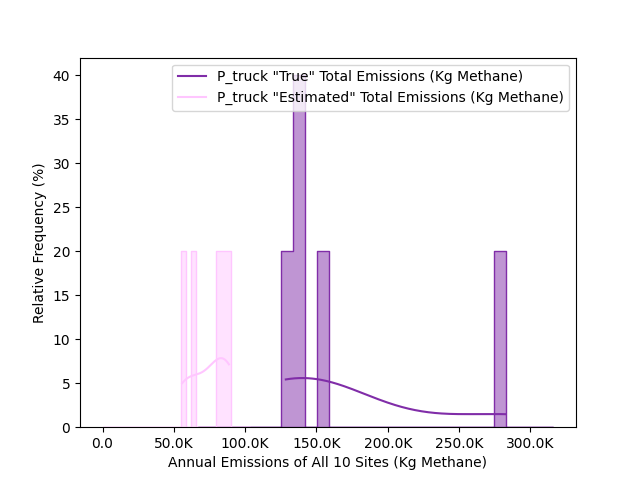 P_truck "True" Total Emissions (Kg Methane)
P_truck "Estimated" Total Emissions (Kg Methane)
40
35
30
25
20
15
10
5
0
Relative Frequency (%)
0.0 50.0K 100.0K 150.0K 200.0K 250.0K 300.0K
Annual Emissions of All 10 Sites (Kg Methane)